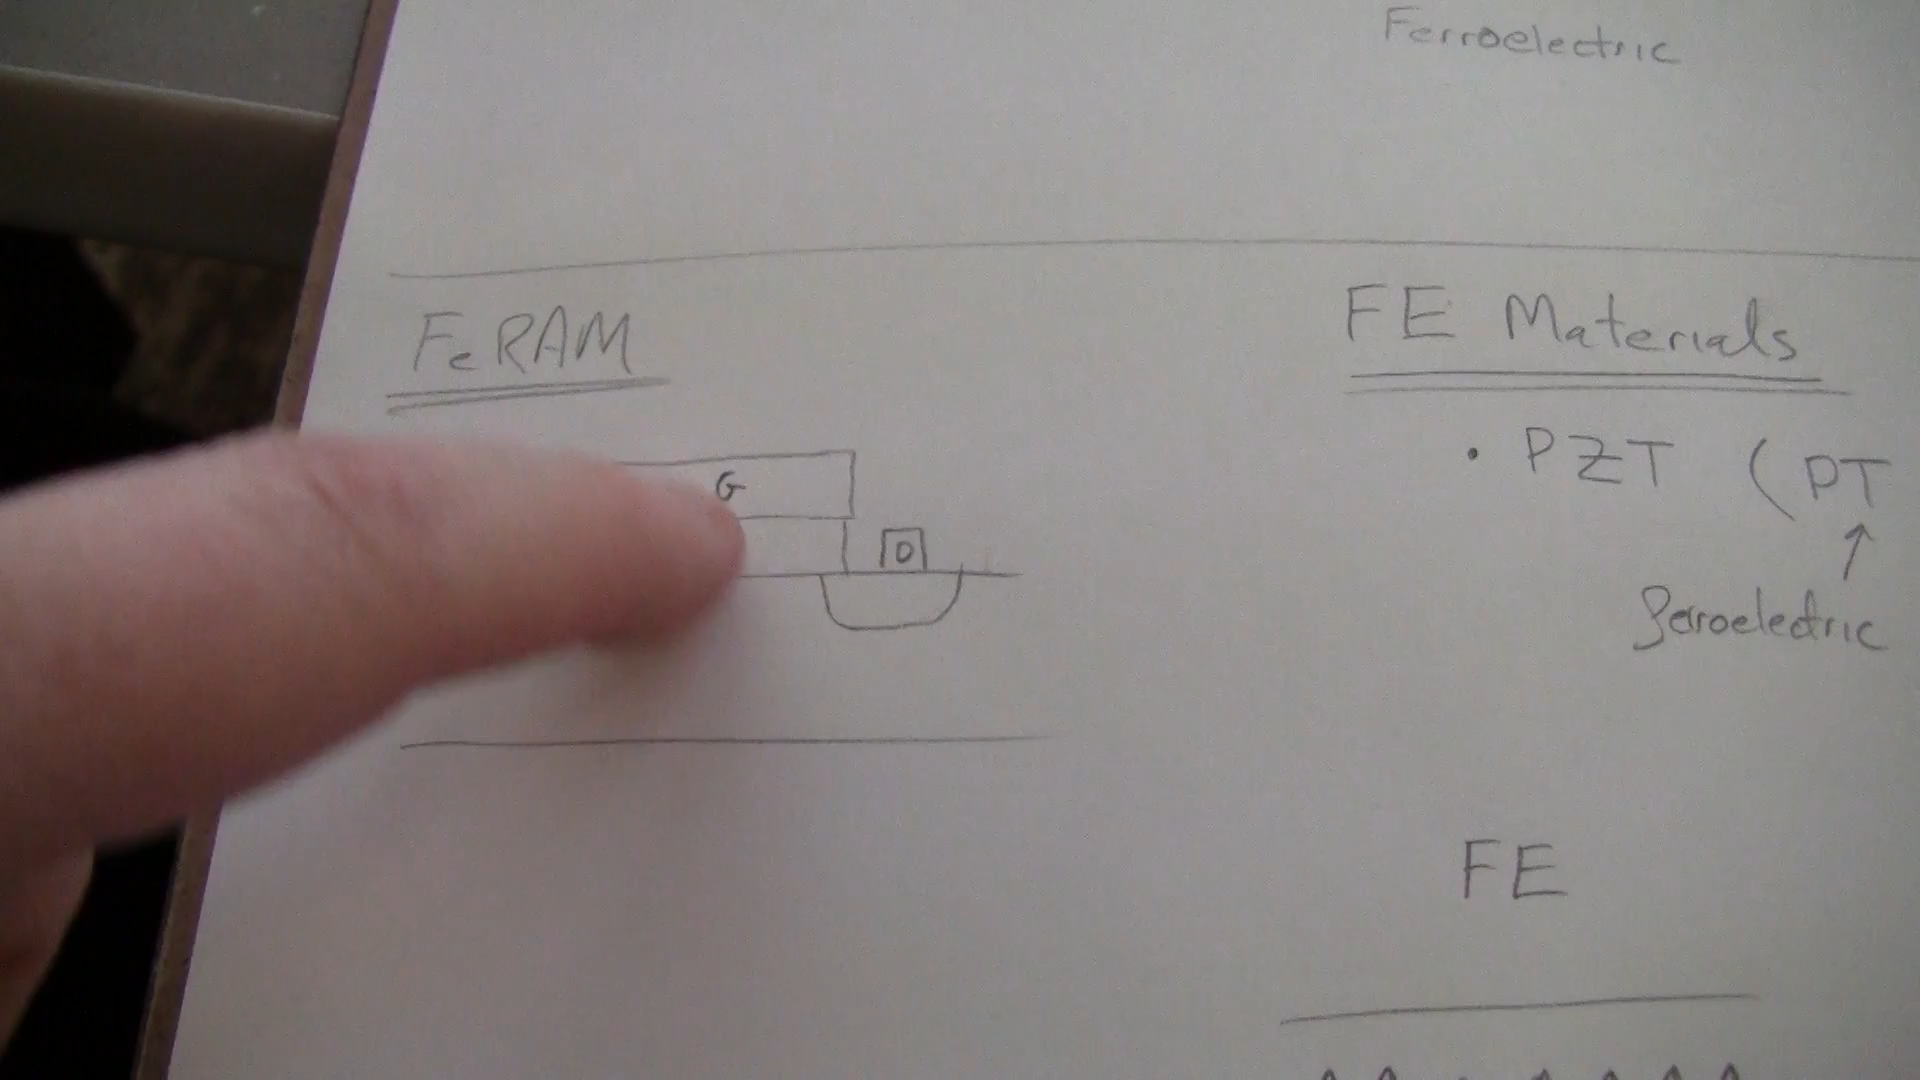 Ferroelectric
FeRAM
FE Materials
• PZT (PT
G
D
ferroelectric
FE